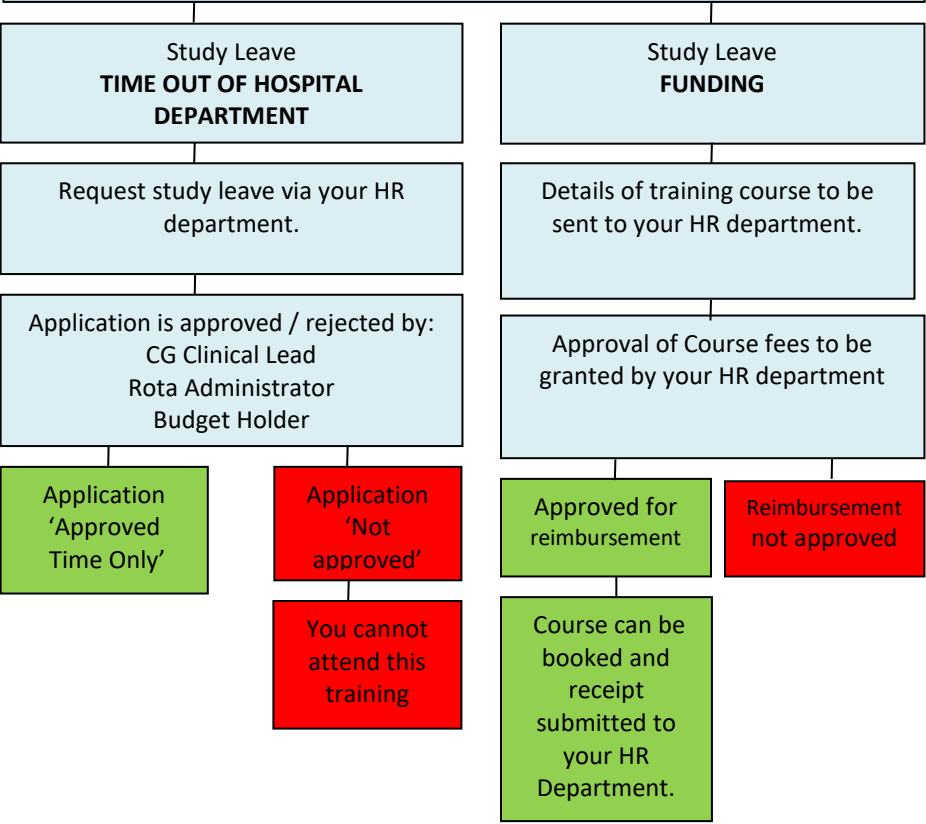 Study Leave
TIME OUT OF HOSPITAL
DEPARTMENT
Request study leave via your HR
department.
Application is approved / rejected by:
CG Clinical Lead
Rota Administrator
Budget Holder
Application
‘Approved
Time Only’
Application
‘Not
approved’
You cannot
attend this
training
Study Leave
FUNDING
Details of training course to be
sent to your HR department.
Approval of Course fees to be
granted by your HR department
Approved for
reimbursement
Reimbursement
not approved
Course can be
booked and
receipt
submitted to
your HR
Department.